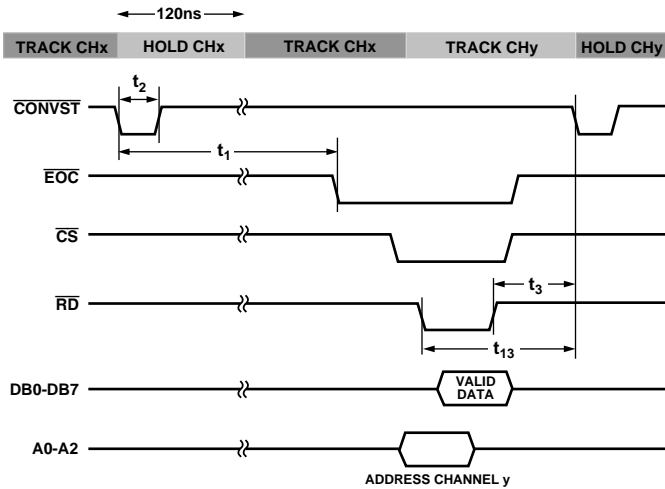 120ns
TRACK CHx HOLD CHx TRACK CHx TRACK CHy HOLD CHy
t2
CONVST
t1
EOC
CS
t3
RD
t13
DB0-DB7 VALID DATA
A0-A2
ADDRESS CHANNEL y